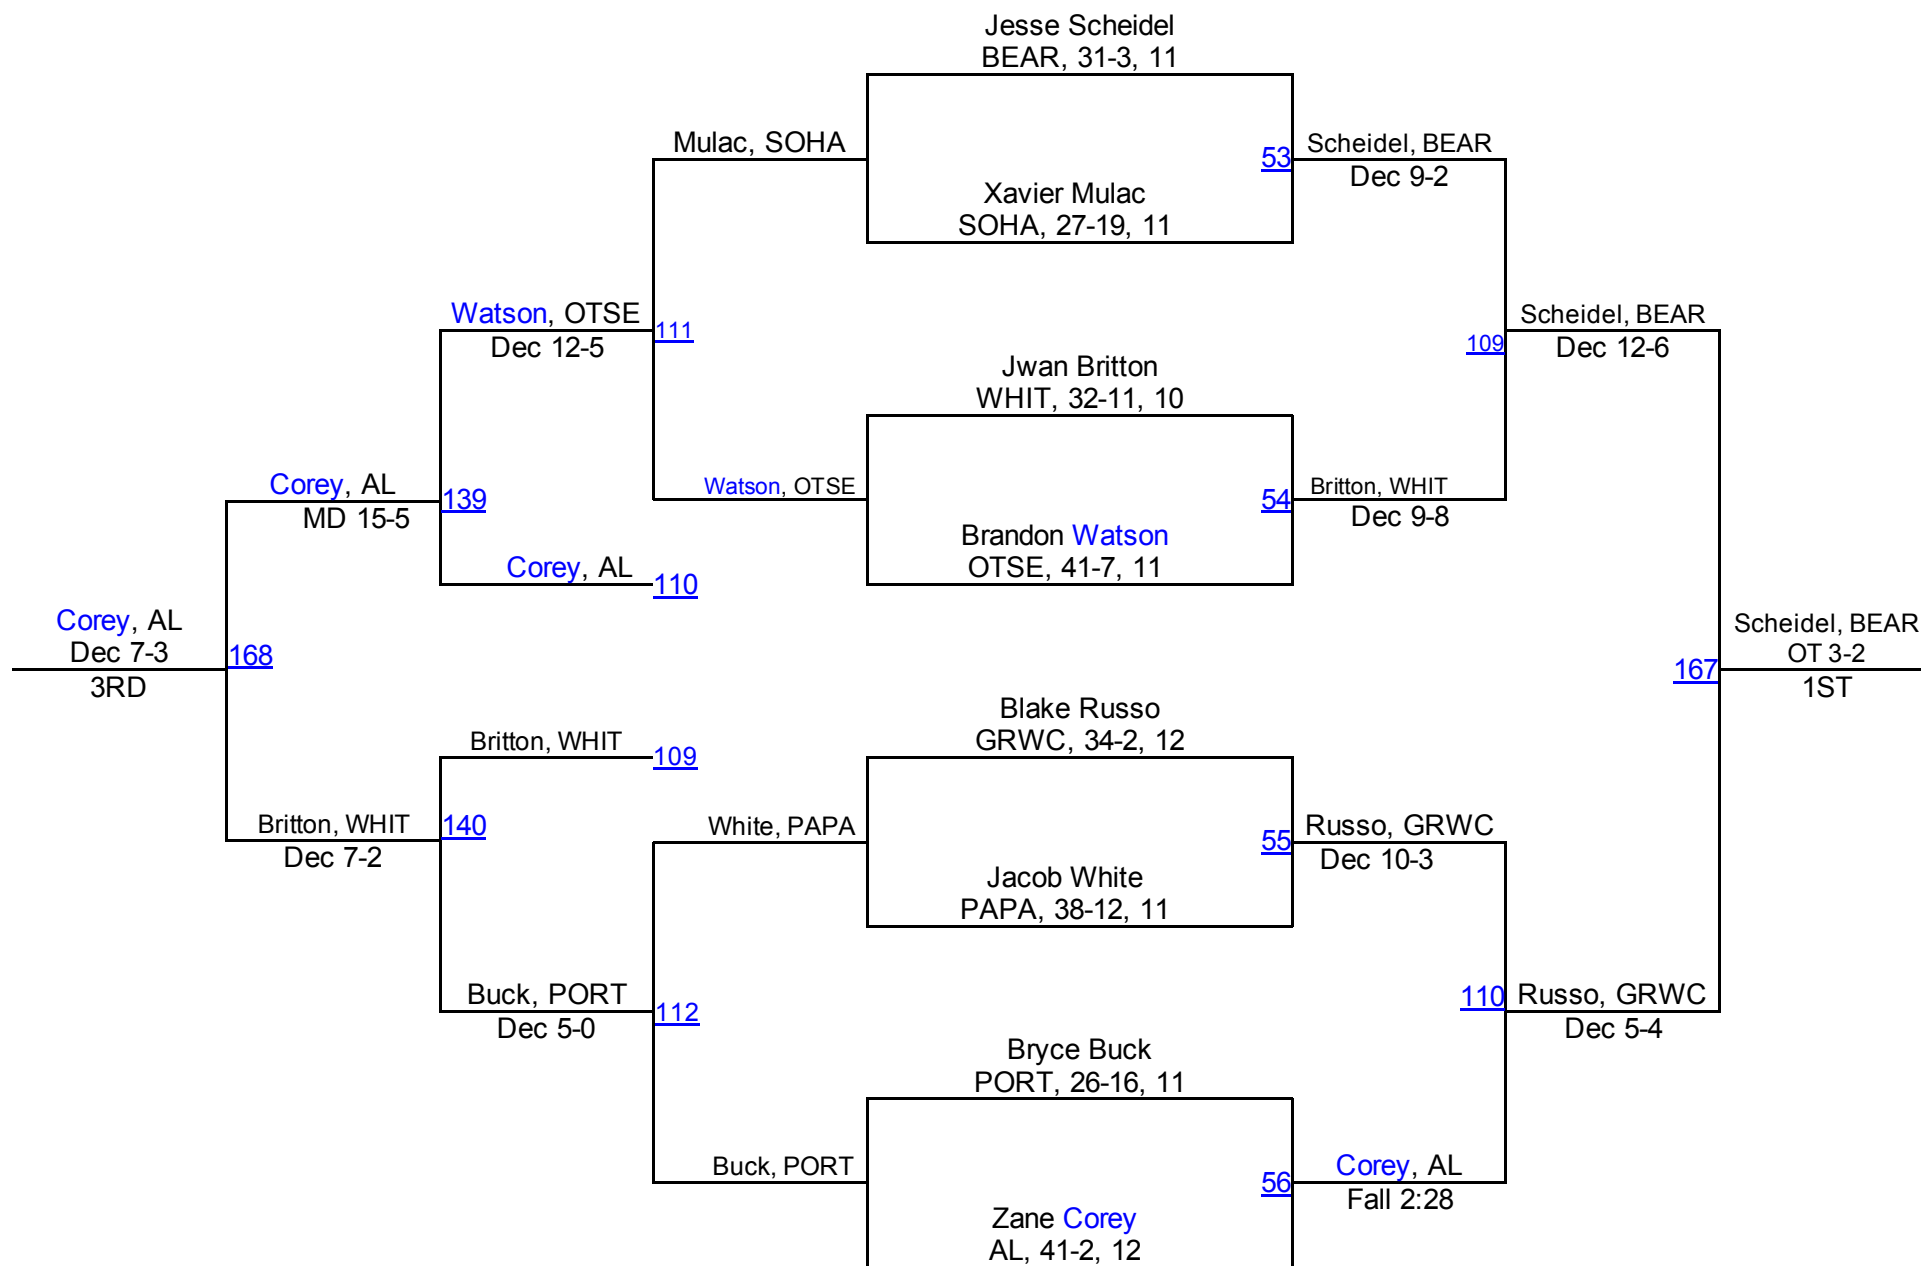 Jesse Scheidel
BEAR, 31-3, 11
Mulac, SOHA
53
Scheidel, BEAR
Dec 9-2
Xavier Mulac
SOHA, 27-19, 11
Watson, OTSE
Dec 12-5
111
109
Scheidel, BEAR
Dec 12-6
Jwan Britton
WHIT, 32-11, 10
Corey, AL
MD 15-5
139
Watson, OTSE
54
Britton, WHIT
Dec 9-8
Brandon Watson
OTSE, 41-7, 11
Corey, AL
110
Corey, AL
Dec 7-3
3RD
168
167
Scheidel, BEAR
OT 3-2
1ST
Blake Russo
GRWC, 34-2, 12
Britton, WHIT
109
Britton, WHIT
Dec 7-2
140
White, PAPA
55
Russo, GRWC
Dec 10-3
Jacob White
PAPA, 38-12, 11
Buck, PORT
Dec 5-0
112
110
Russo, GRWC
Dec 5-4
Bryce Buck
PORT, 26-16, 11
Buck, PORT
56
Corey, AL
Fall 2:28
Zane Corey
AL, 41-2, 12